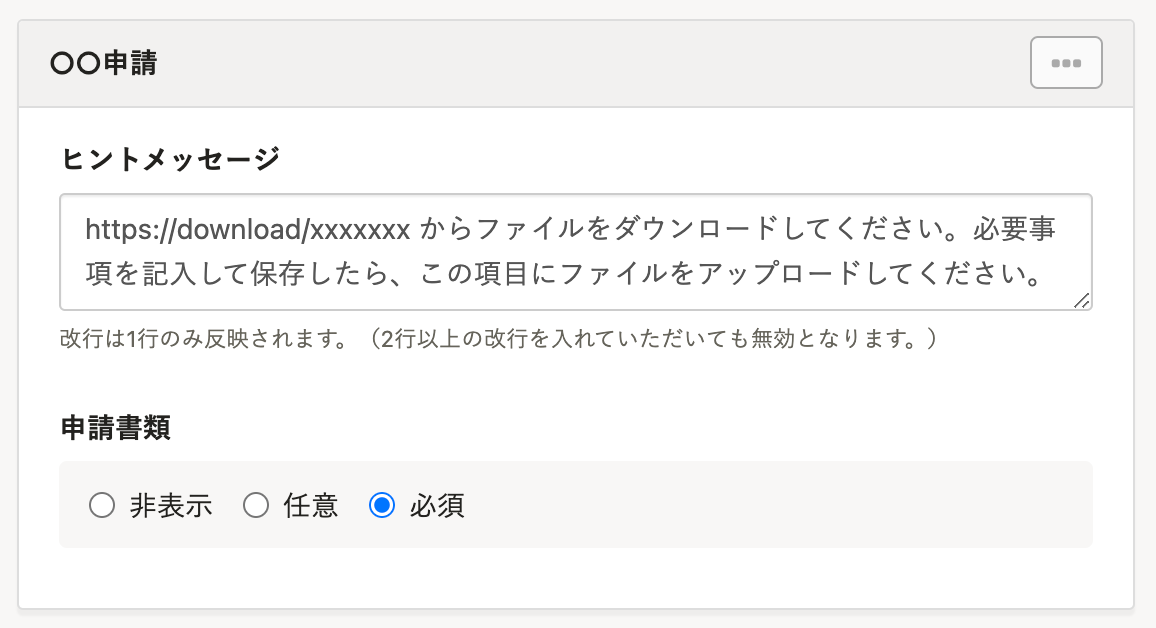 〇〇申請
ヒントメッセージ
https://download/xxxxxxx からファイルをダウンロードしてください。必要事
項を記入して保存したら、この項目にファイルをアップロードしてください。
改行は1行のみ反映されます。（2行以上の改行を入れていただいても無効となります。）
申請書類
非表示 任意 必須